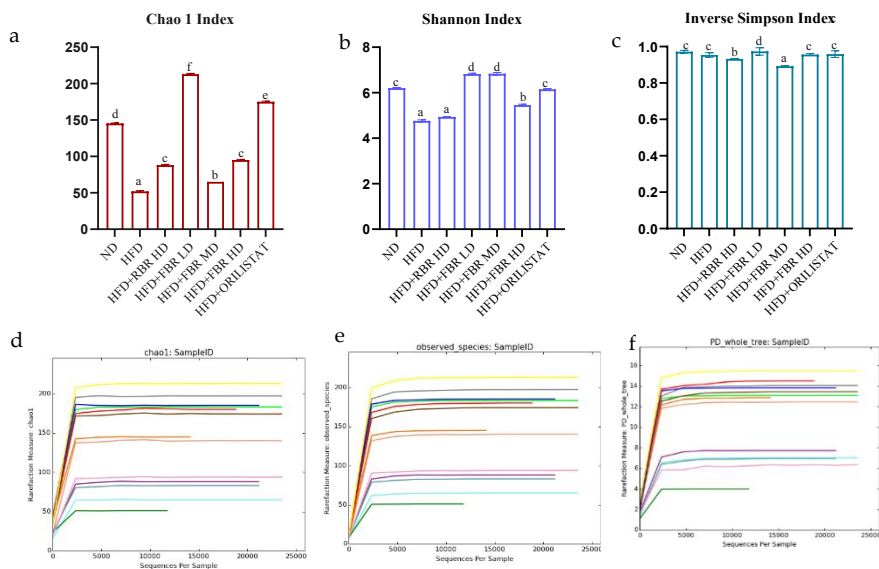 a
Chao 1 Index
250
200
150
100
50
0
d
a
c
f
b
c
e
ND
HFD
HFD+RBR HD
HFD+FBR LD
HFD+FBR MD
HFD+FBR HD
HFD+ORILISTAT
b
Shannon Index
8
6
4
2
0
c
a
a
d
d
b
c
ND
HFD
HFD+RBR HD
HFD+FBR LD
HFD+FBR MD
HFD+FBR HD
HFD+ORILISTAT
c
Inverse Simpson Index
1.0
0.8
0.6
0.4
0.2
0.0
c
c
b
d
a
c
c
ND
HFD
HFD+RBR HD
HFD+FBR LD
HFD+FBR MD
HFD+FBR HD
HFD+ORILISTAT
d
chao1: SampleID
Rarefaction Measure: chao1
200
150
100
50
0
0 5000 10000 15000 20000 25000
Sequences Per Sample
e
observed_species: SampleID
Rarefaction Measure: observed_species
200
150
100
50
0
0 5000 10000 15000 20000 25000
Sequences Per Sample
f
PD_whole_tree: SampleID
Rarefaction Measure: PD_whole_tree
16
14
12
10
8
6
4
2
0
0 5000 10000 15000 20000 25000
Sequences Per Sample